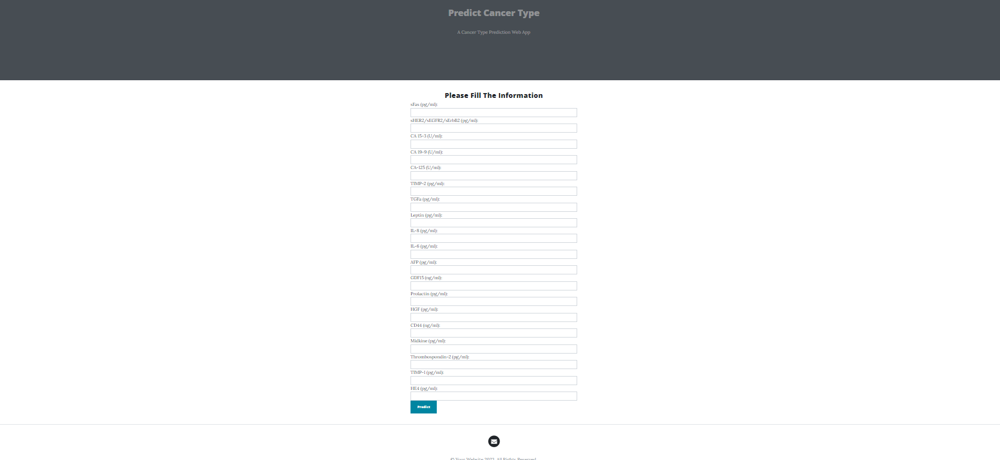 Predict Cancer Type
A Cancer Type Prediction Web App
Please Fill The Information
sFas (pg/ml):
sHER2/sEGFR2/sErbB2 (pg/ml):
CA 15-3 (U/ml):
CA 19-9 (U/ml):
CA-125 (U/ml):
TIMP-2 (pg/ml):
TGFa (pg/ml):
Leptin (pg/ml):
IL-8 (pg/ml):
IL-6 (pg/ml):
AFP (pg/ml):
GDF15 (ng/ml):
Prolactin (pg/ml):
HGF (pg/ml):
CD44 (ng/ml):
Midkine (pg/ml):
Thrombospondin-2 (pg/ml):
TIMP-1 (pg/ml):
HE4 (pg/ml):
Predict
© Your Website 2023. All Rights Reserved.